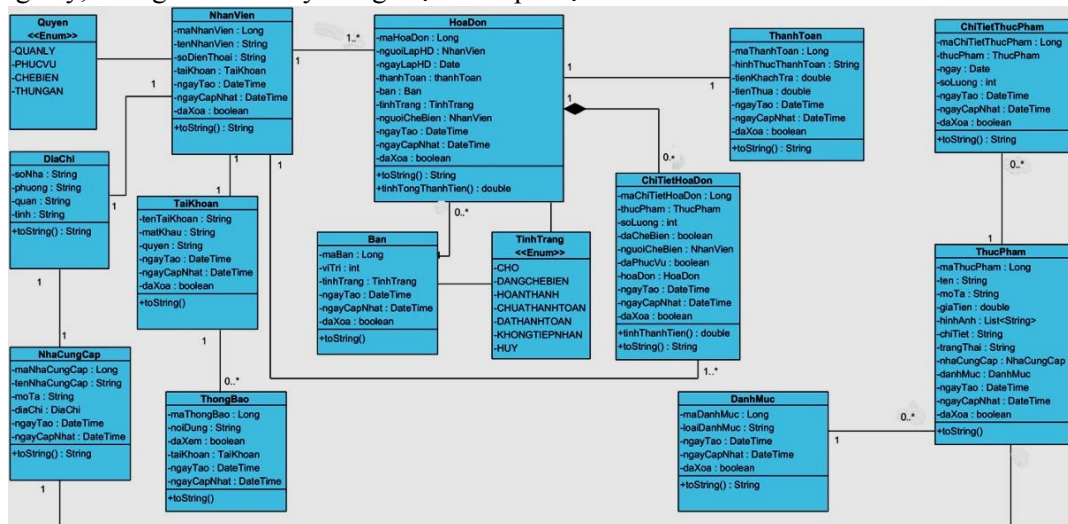 Quyen
<<Enum>>
-QUANLY
-PHUCVU
-CHEBIEN
-THUNGAN
NhanVien
-maNhanVien : Long
-tenNhanVien : String
-soDienThoai : String
-taiKhoan : TaiKhoan
-ngayTao : DateTime
-ngayCapNhat : DateTime
-daXoa : boolean
+toString() : String
1
1
1
1
1..*
HoaDon
-maHoaDon : Long
-nguoiLapHD : NhanVien
-ngayLapHD : Date
-thanhToan : thanhToan
-ban : Ban
-tinhTrang : TinhTrang
-nguoiCheBien : NhanVien
-ngayTao : DateTime
-ngayCapNhat : DateTime
-daXoa : boolean
+toString() : String
+tinhTongThanhTien() : double
1
1
1
0..*
0..*
ThanhToan
-maThanhToan : Long
-hinhThucThanhToan : String
-tienKhachTra : double
-tienThua : double
-ngayTao : DateTime
-ngayCapNhat : DateTime
-daXoa : boolean
+toString() : String
ChiTietThucPham
-maChiTietThucPham : Long
-thucPham : ThucPham
-ngay : Date
-soLuong : int
-ngayTao : DateTime
-ngayCapNhat : DateTime
-daXoa : boolean
+toString() : String
0..*
1
DiaChi
-soNha : String
-phuong : String
-quan : String
-tinh : String
+toString() : String
1
1
1
TaiKhoan
-tenTaiKhoan : String
-matKhau : String
-quyen : String
-ngayTao : DateTime
-ngayCapNhat : DateTime
-daXoa : boolean
+toString()
1
1
0..*
Ban
-maBan : Long
-viTri : int
-tinhTrang : TinhTrang
-ngayTao : DateTime
-ngayCapNhat : DateTime
-daXoa : boolean
+toString()
TinhTrang
<<Enum>>
-CHO
-DANGCHEBIEN
-HOANTHANH
-CHUATHANHTOAN
-DATHANHTOAN
-KHONGTIEPNHAN
-HUY
ChiTietHoaDon
-maChiTietHoaDon : Long
-thucPham : ThucPham
-soLuong : int
-daCheBien : boolean
-nguoiCheBien : NhanVien
-daPhucVu : boolean
-hoaDon : HoaDon
-ngayTao : DateTime
-ngayCapNhat : DateTime
-daXoa : boolean
+tinhThanhTien() : double
+toString() : String
1..*
ThucPham
-maThucPham : Long
-ten : String
-moTa : String
-giaTien : double
-hinhAnh : List<String>
-chiTiet : String
-trangThai : String
-nhaCungCap : NhaCungCap
-danhMuc : DanhMuc
-ngayTao : DateTime
-ngayCapNhat : DateTime
-daXoa : boolean
+toString()
0..*
NhaCungCap
-maNhaCungCap : Long
-tenNhaCungCap : String
-moTa : String
-diaChi : DiaChi
-ngayTao : DateTime
-ngayCapNhat : DateTime
+toString() : String
1
ThongBao
-maThongBao : Long
-noiDung : String
-daXem : boolean
-taiKhoan : TaiKhoan
-ngayTao : DateTime
-ngayCapNhat : DateTime
+toString()
DanhMuc
-maDanhMuc : Long
-loaiDanhMuc : String
-ngayTao : DateTime
-ngayCapNhat : DateTime
-daXoa : boolean
+toString() : String
1